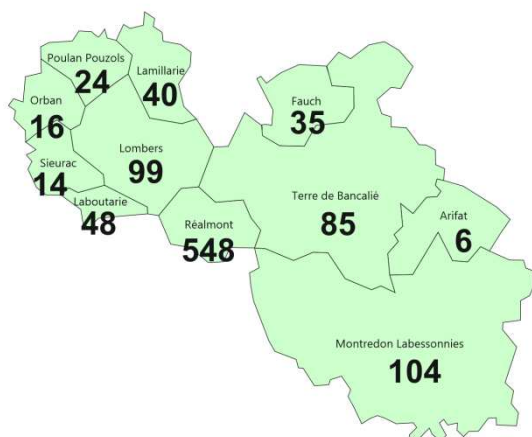 Poulan Pouzols
24
Lamillarie
40
Orban
16
Fauch
35
Lombers
99
Sieurac
14
Laboutarie
48
Réalmont
548
Terre de Bancalié
85
Arifat
6
Montredon Labessonnies
104